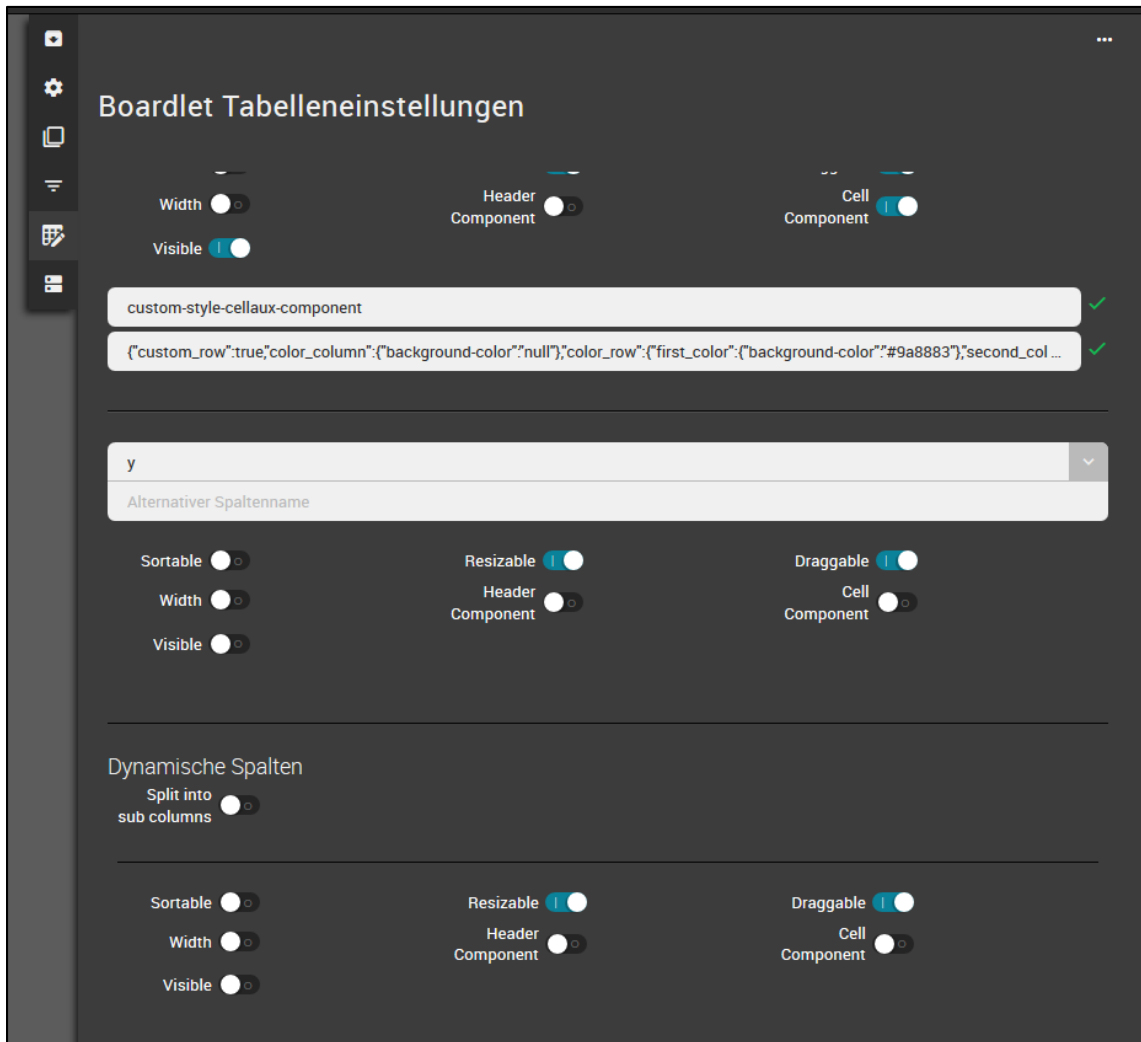 Boardlet Tabelleneinstellungen
Width Header Component Cell Component
Visible
custom-style-cellaux-component
{"custom_row":true,"color_column":{"background-color":"null"},"color_row":{"first_color":{"background-color":"#9a8883"},"second_col ...
y
Alternativer Spaltenname
Sortable Resizable Draggable
Width Header Component Cell Component
Visible
Dynamische Spalten
Split into
sub columns
Sortable Resizable Draggable
Width Header Component Cell Component
Visible